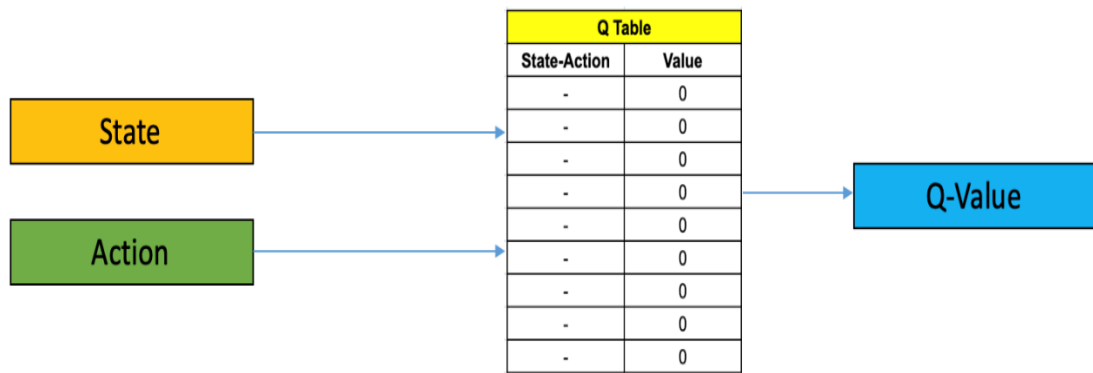 Q Table
State-Action Value
- 0
- 0
- 0
- 0
- 0
- 0
- 0
- 0
- 0
State
Action
Q-Value